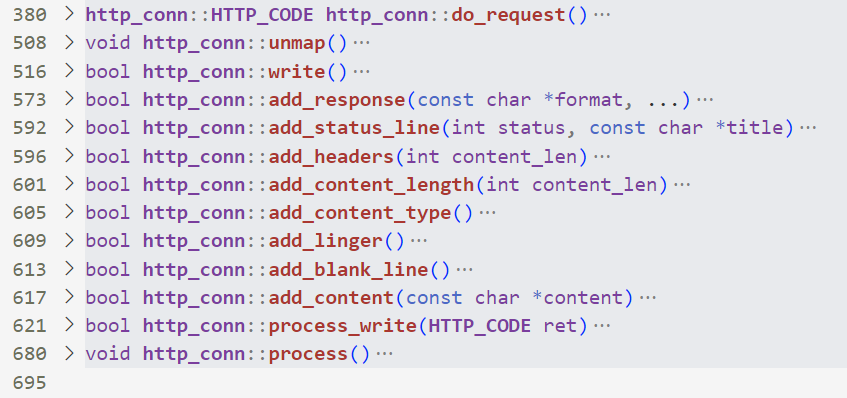 380 > http_conn::HTTP_CODE http_conn::do_request()···
508 > void http_conn::unmap()···
516 > bool http_conn::write()···
573 > bool http_conn::add_response(const char *format, ...)···
592 > bool http_conn::add_status_line(int status, const char *title)···
596 > bool http_conn::add_headers(int content_len)···
601 > bool http_conn::add_content_length(int content_len)···
605 > bool http_conn::add_content_type()···
609 > bool http_conn::add_linger()···
613 > bool http_conn::add_blank_line()···
617 > bool http_conn::add_content(const char *content)···
621 > bool http_conn::process_write(HTTP_CODE ret)···
680 > void http_conn::process()···
695